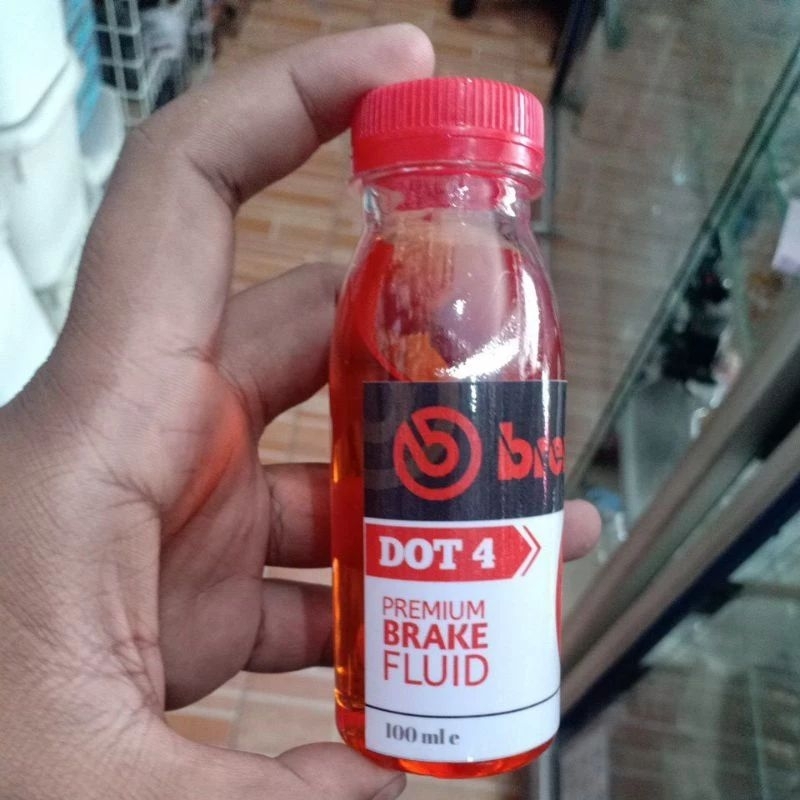 bre
DOT 4
PREMIUM
BRAKE
FLUID
100 ml e